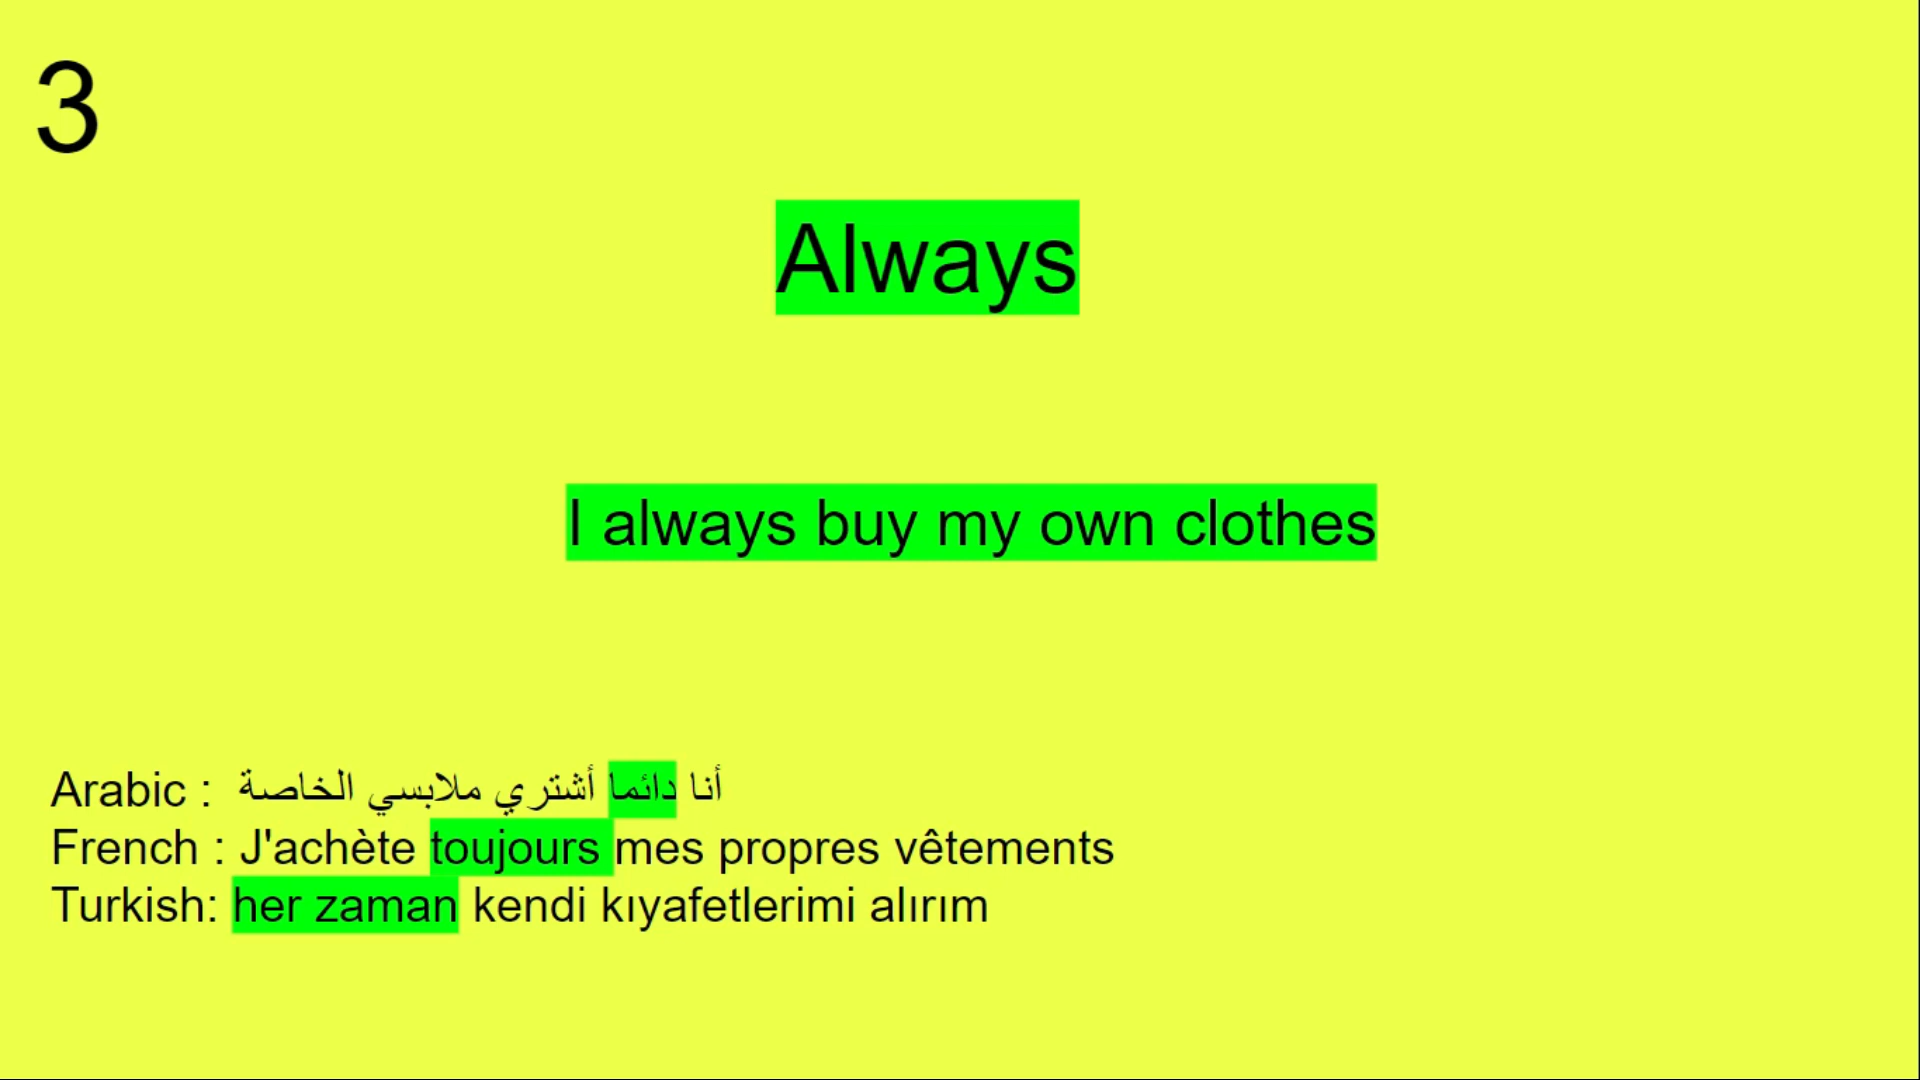 3
Always
I always buy my own clothes
Arabic : أنا دائما أشتري ملابسي الخاصة
French : J'achète toujours mes propres vêtements
Turkish: her zaman kendi kıyafetlerimi alırım